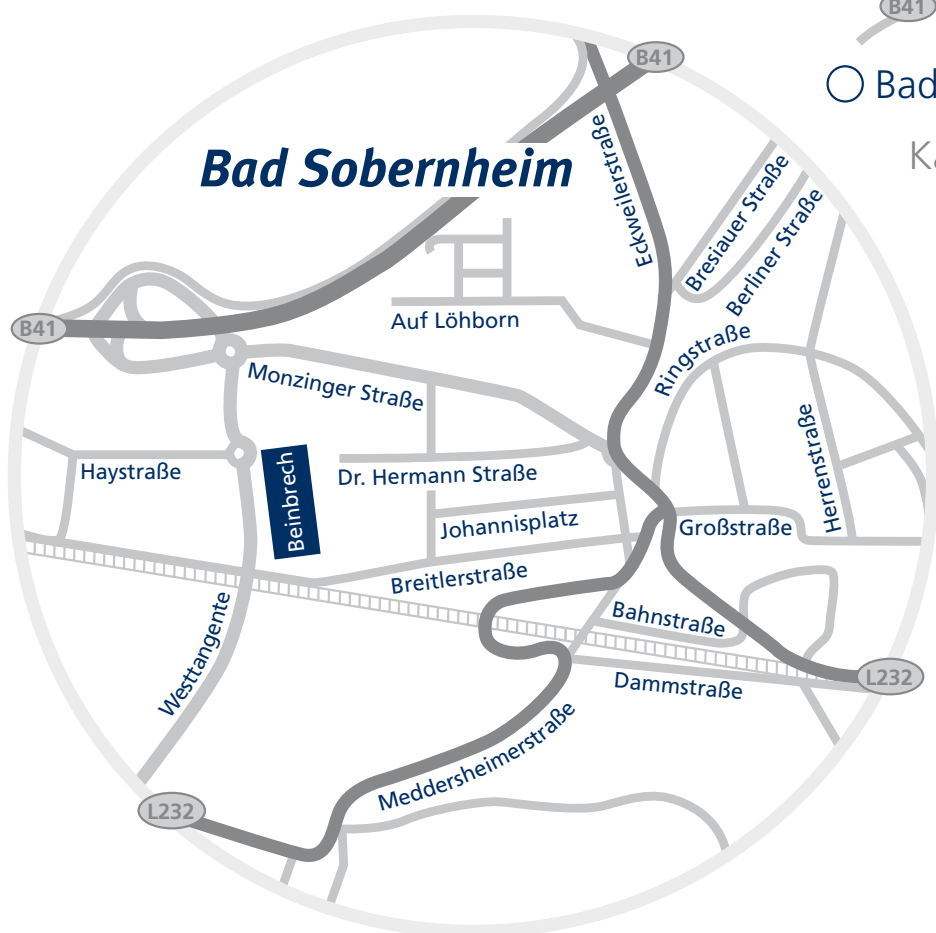 B41
B41
Bad
Ka
Bad Sobernheim
Eckweilerstraße
Bresiauer Straße
Berliner Straße
B41
Auf Löhborn
Ringstraße
Monzinger Straße
Haystraße
Beinbrech
Dr. Hermann Straße
Herrenstraße
Johannisplatz
Großstraße
Breitlerstraße
Westtangente
Bahnstraße
Dammstraße
L232
Meddersheimerstraße
L232